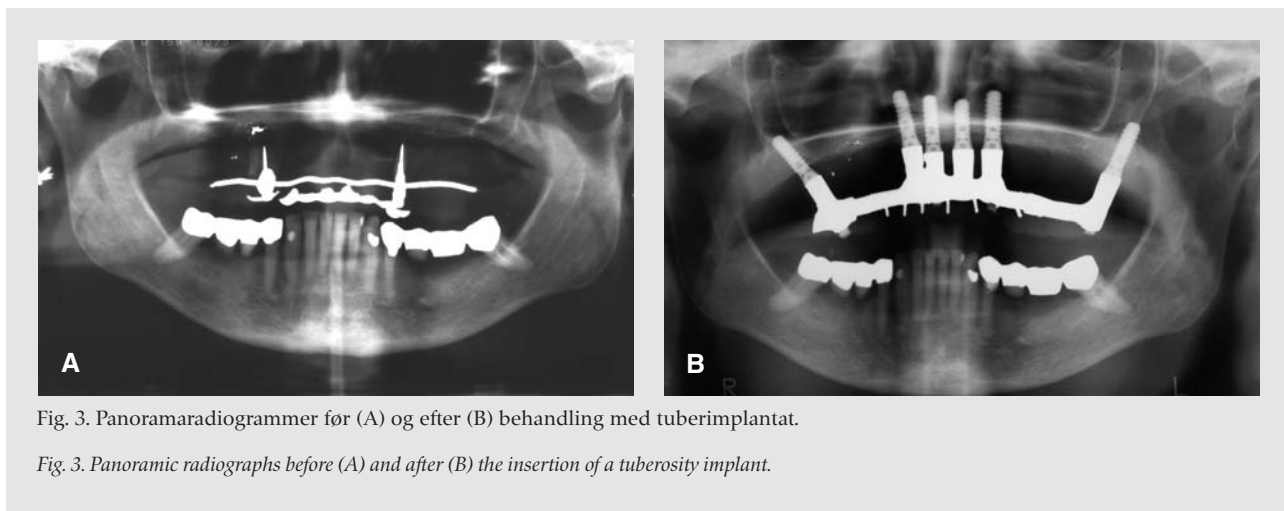 A
B
R
L
Fig. 3. Panoramaradiogrammer før (A) og efter (B) behandling med tuberimplantat.
Fig. 3. Panoramic radiographs before (A) and after (B) the insertion of a tuberosity implant.